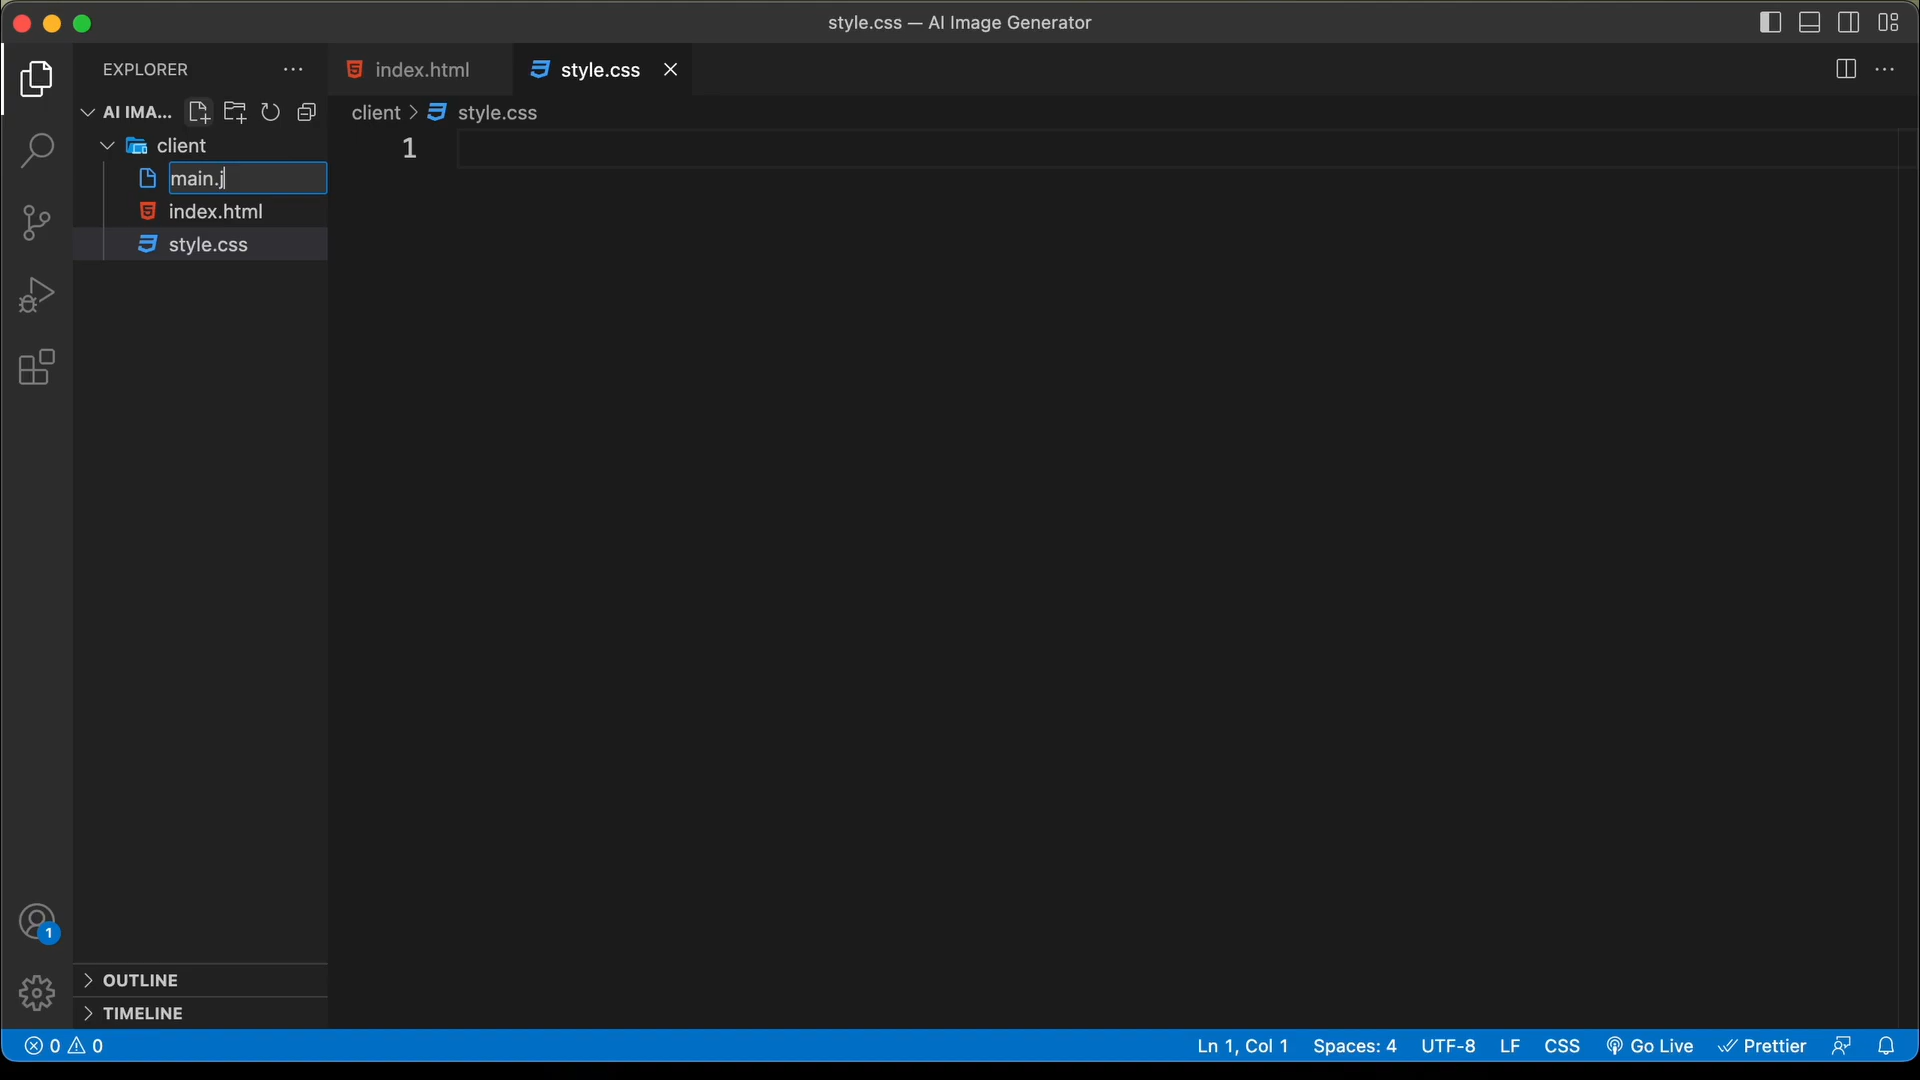 style.css — AI Image Generator
EXPLORER
index.html
style.css
AI IMA...
client > style.css
client
1
main.j
index.html
style.css
1
OUTLINE
TIMELINE
0 0
Ln 1, Col 1 Spaces: 4 UTF-8 LF CSS Go Live Prettier